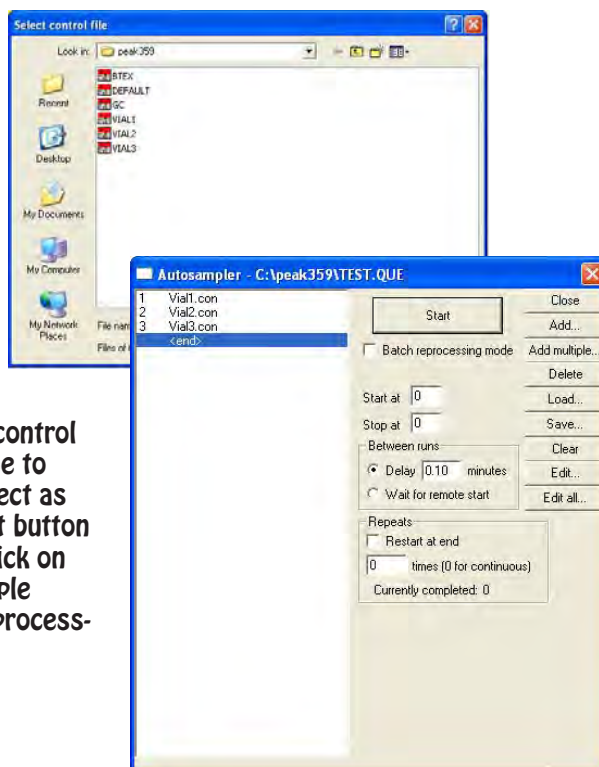 Select control file
Look in: peak359
Recent
Desktop
My Documents
My Computer
My Network
Places
BTEX
DEFAULT
GC
VIAL1
VIAL2
VIAL3
File nam
Files of
Autosampler - C:\peak359\TEST.QUE
1 Vial1.con
2 Vial2.con
3 Vial3.con
<end>
Start
Batch reprocessing mode
Start at 0
Stop at 0
Between runs
Delay 0.10 minutes
Wait for remote start
Repeats
Restart at end
0 times (0 for continuous)
Currently completed: 0
Close
Add...
Add multiple...
Delete
Load...
Save...
Clear
Edit...
Edit all...
control
e to
ect as
t button
ick on
ple
process-